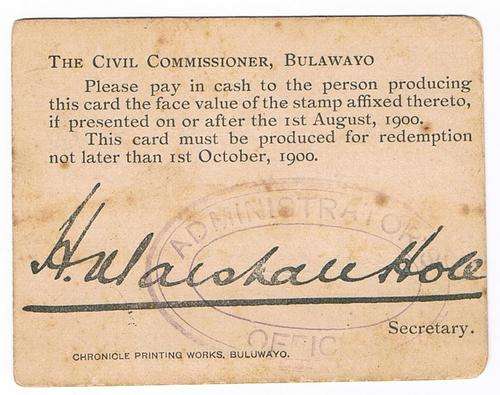 THE CIVIL COMMISSIONER, BULAWAYO
Please pay in cash to the person producing
this card the face value of the stamp affixed thereto,
if presented on or after the 1st August, 1900.
This card must be produced for redemption
not later than 1st October, 1900.
ADMINISTRATORS
H. Marshall Hole
OFFIC
Secretary.
CHRONICLE PRINTING WORKS, BULUWAYO.